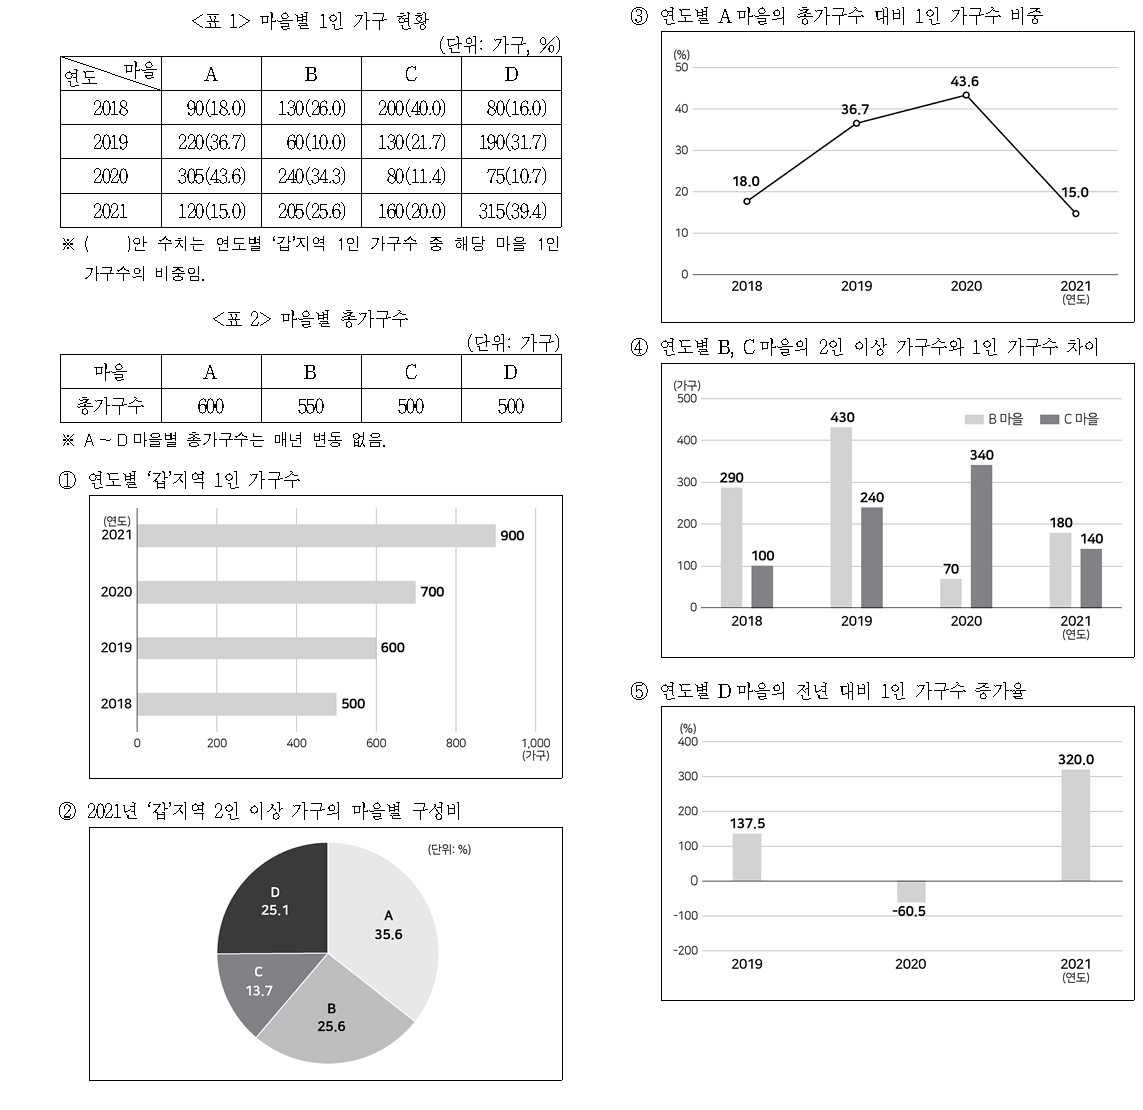 <표 1> 마을별 1인 가구 현황
(단위: 가구, %)
마을
연도
A B C D
2018 90(18.0) 130(26.0) 200(40.0) 80(16.0)
2019 220(36.7) 60(10.0) 130(21.7) 190(31.7)
2020 305(43.6) 240(34.3) 80(11.4) 75(10.7)
2021 120(15.0) 205(25.6) 160(20.0) 315(39.4)
※ ( )안 수치는 연도별 ‘갑’지역 1인 가구수 중 해당 마을 1인
가구수의 비중임.
<표 2> 마을별 총가구수
(단위: 가구)
마을 A B C D
총가구수 600 550 500 500
※ A~D마을별 총가구수는 매년 변동 없음.
① 연도별 ‘갑’지역 1인 가구수
(연도)
2021 900
2020 700
2019 600
2018 500
0 200 400 600 800 1,000
(가구)
② 2021년 ‘갑’지역 2인 이상 가구의 마을별 구성비
(단위: %)
D
25.1
A
35.6
C
13.7
B
25.6
③ 연도별 A마을의 총가구수 대비 1인 가구수 비중
(%)
50
40
30
20
10
0
18.0
36.7
43.6
15.0
2018 2019 2020 2021
(연도)
④ 연도별 B, C마을의 2인 이상 가구수와 1인 가구수 차이
(가구)
500
400
300
200
100
0
B 마을 C 마을
290 100
430 240
70 340
180 140
2018 2019 2020 2021
(연도)
⑤ 연도별 D마을의 전년 대비 1인 가구수 증가율
(%)
400
300
200
100
0
-100
-200
137.5
-60.5
320.0
2019 2020 2021
(연도)